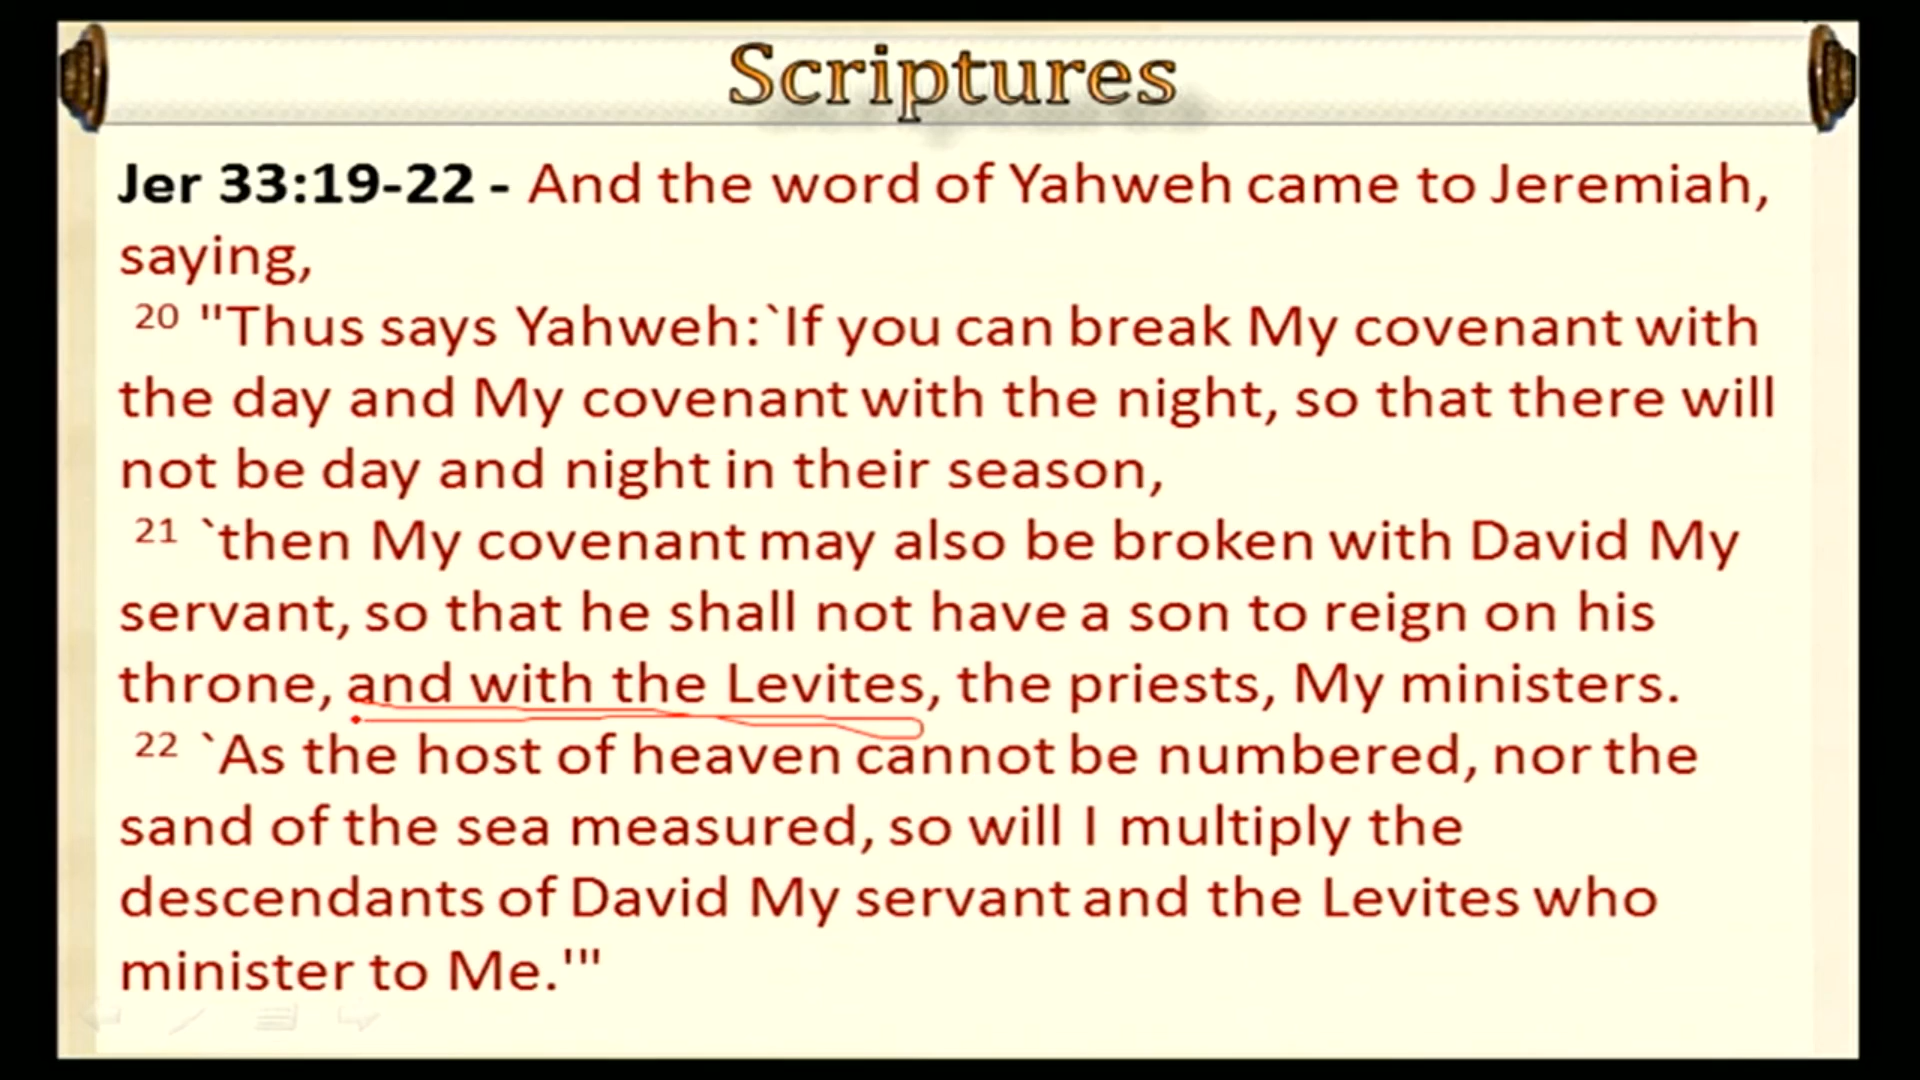 Scriptures
Jer 33:19-22 - And the word of Yahweh came to Jeremiah,
saying,
20 "Thus says Yahweh:`If you can break My covenant with
the day and My covenant with the night, so that there will
not be day and night in their season,
21 `then My covenant may also be broken with David My
servant, so that he shall not have a son to reign on his
throne, and with the Levites, the priests, My ministers.
22 `As the host of heaven cannot be numbered, nor the
sand of the sea measured, so will I multiply the
descendants of David My servant and the Levites who
minister to Me.'"